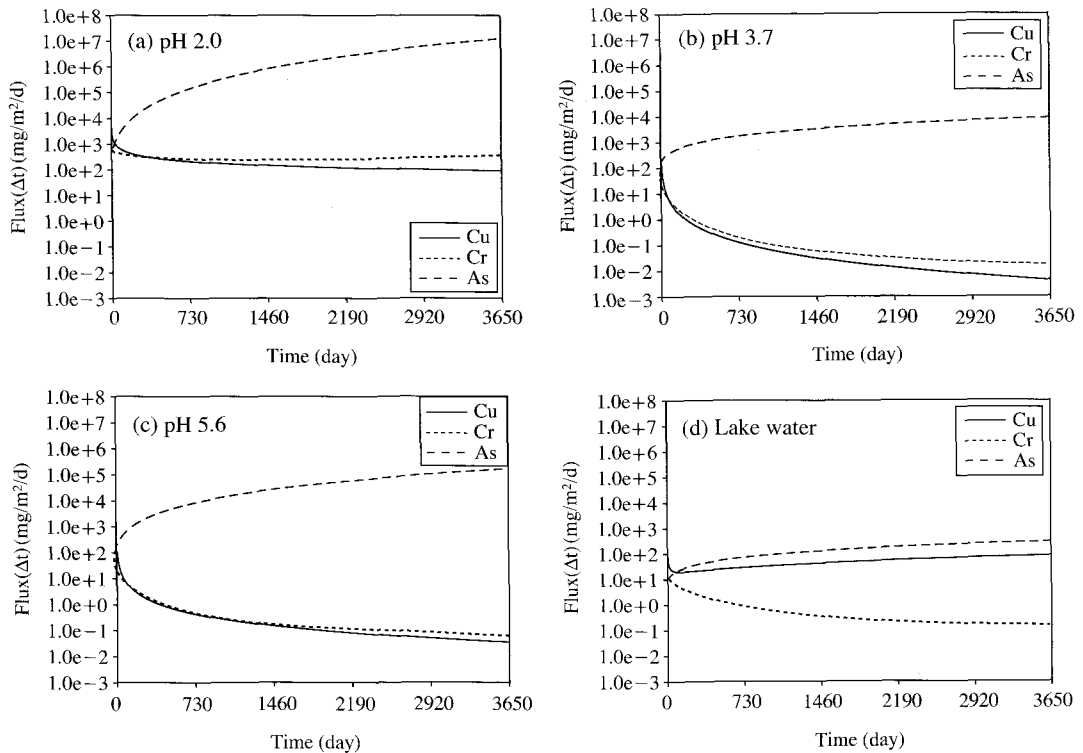 (a) pH 2.0
Flux(Δt) (mg/m²/d)
1.0e+8
1.0e+7
1.0e+6
1.0e+5
1.0e+4
1.0e+3
1.0e+2
1.0e+1
1.0e+0
1.0e−1
1.0e−2
1.0e−3
Cu
Cr
As
0 730 1460 2190 2920 3650
Time (day)
(b) pH 3.7
Flux(Δt) (mg/m²/d)
1.0e+8
1.0e+7
1.0e+6
1.0e+5
1.0e+4
1.0e+3
1.0e+2
1.0e+1
1.0e+0
1.0e−1
1.0e−2
1.0e−3
Cu
Cr
As
0 730 1460 2190 2920 3650
Time (day)
(c) pH 5.6
Flux(Δt) (mg/m²/d)
1.0e+8
1.0e+7
1.0e+6
1.0e+5
1.0e+4
1.0e+3
1.0e+2
1.0e+1
1.0e+0
1.0e−1
1.0e−2
1.0e−3
Cu
Cr
As
0 730 1460 2190 2920 3650
Time (day)
(d) Lake water
Flux(Δt) (mg/m²/d)
1.0e+8
1.0e+7
1.0e+6
1.0e+5
1.0e+4
1.0e+3
1.0e+2
1.0e+1
1.0e+0
1.0e−1
1.0e−2
1.0e−3
Cu
Cr
As
0 730 1460 2190 2920 3650
Time (day)